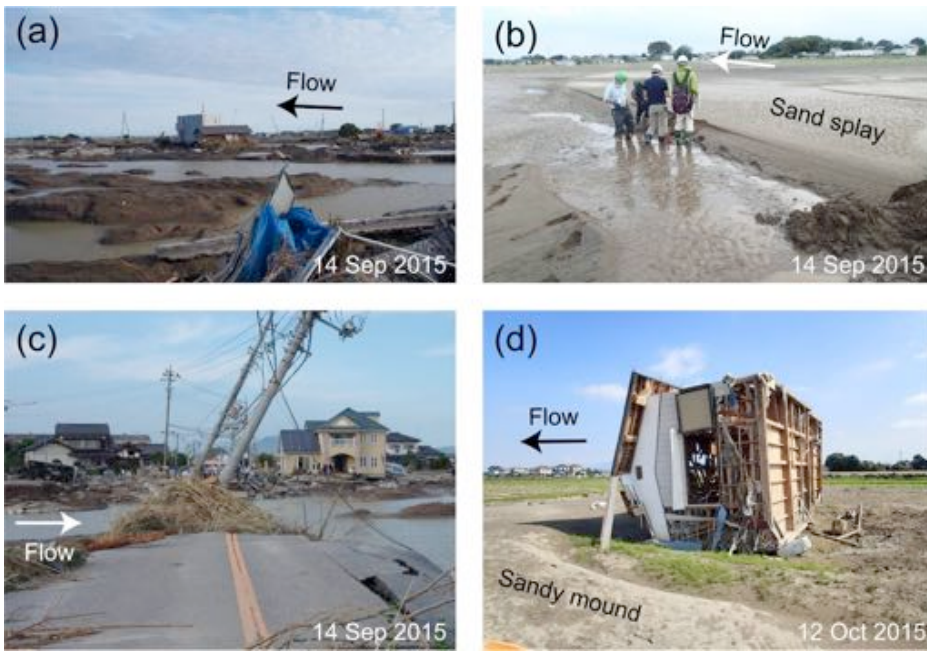 (a)
Flow
14 Sep 2015
(b)
Flow
Sand splay
14 Sep 2015
(c)
Flow
14 Sep 2015
(d)
Flow
Sandy mound
12 Oct 2015